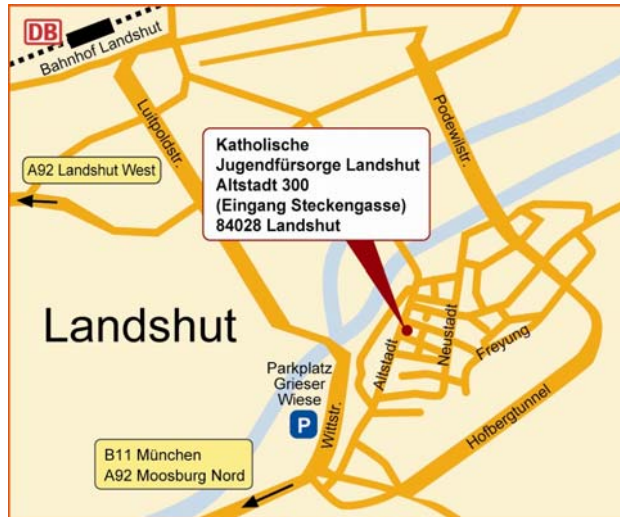 DB
Bahnhof Landshut
Luitpoldstr.
Podewilstr.
A92 Landshut West
Katholische
Jugendfürsorge Landshut
Altstadt 300
(Eingang Steckengasse)
84028 Landshut
Landshut
Altstadt
Neustadt
Freyung
Parkplatz
Grieser
Wiese
P
Wittstr.
Hofbergtunnel
B11 München
A92 Moosburg Nord